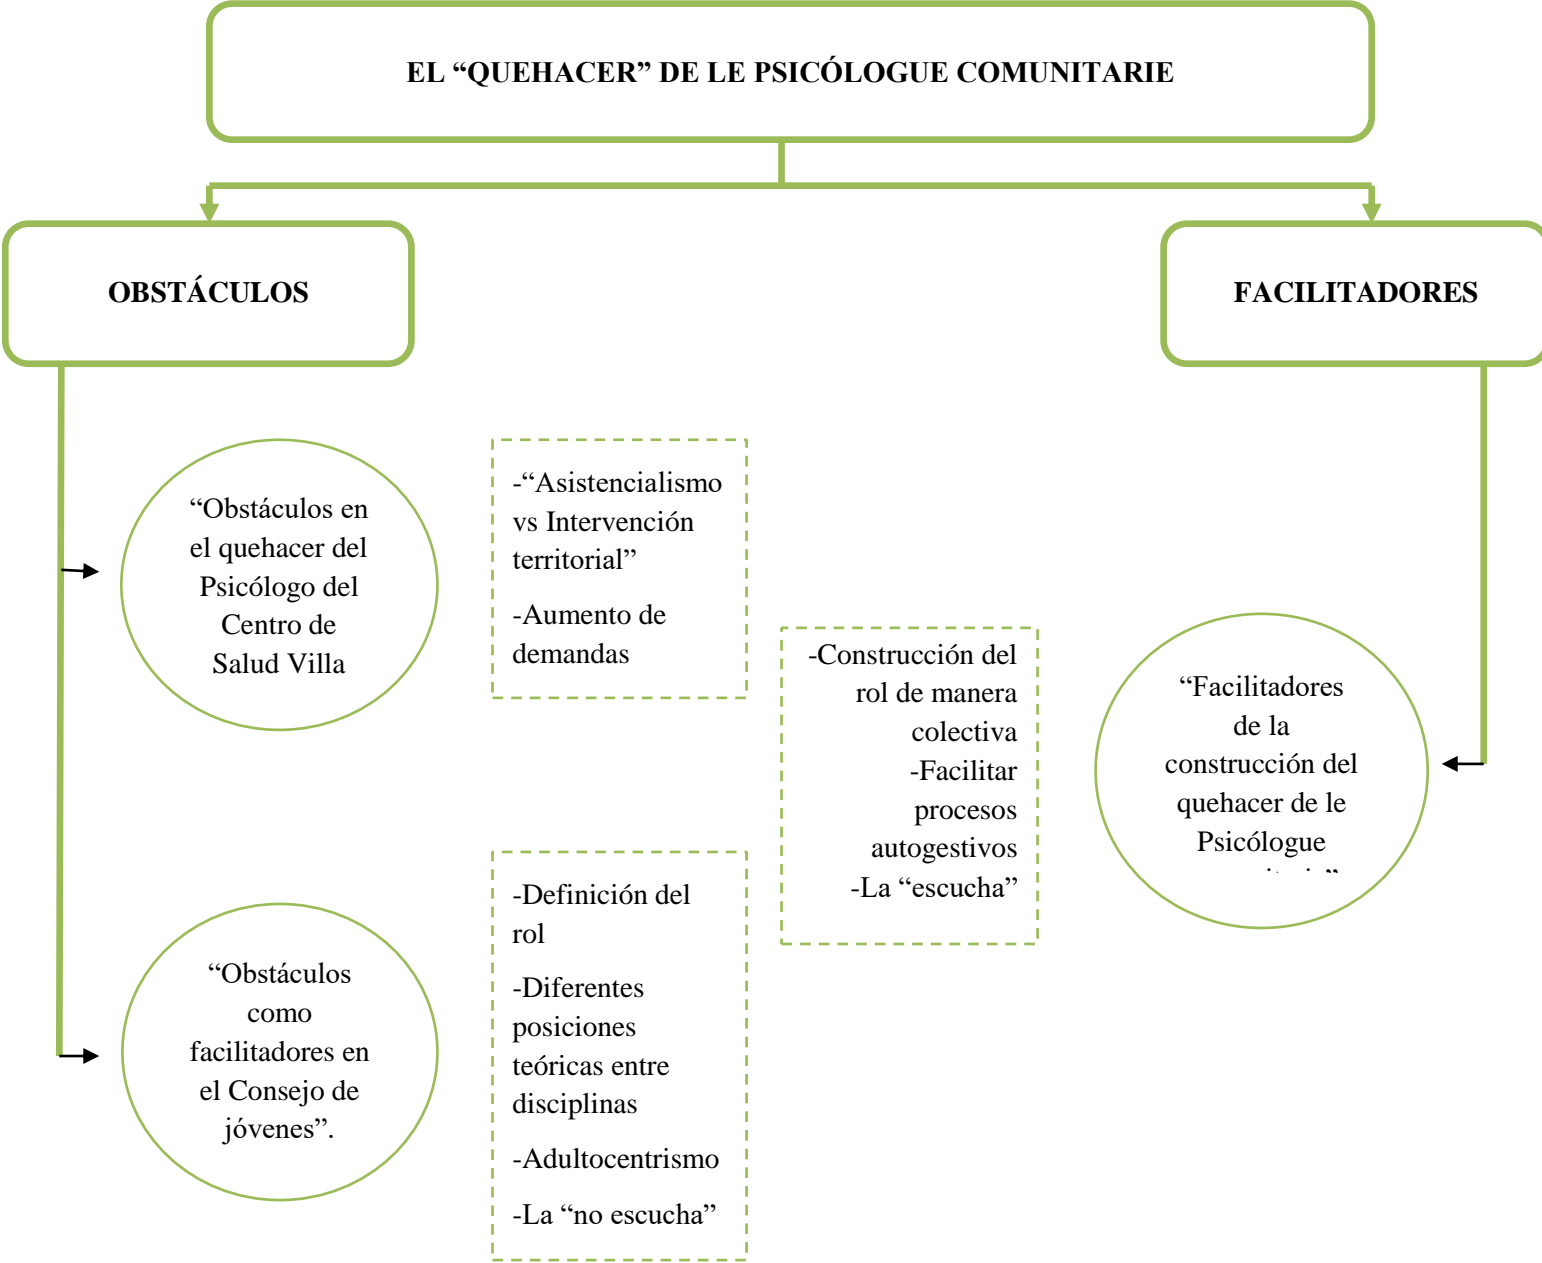 EL “QUEHACER” DE LE PSICÓLOGUE COMUNITARIE
OBSTÁCULOS
FACILITADORES
“Obstáculos en
el quehacer del
Psicólogo del
Centro de
Salud Villa
-“Asistencialismo
vs Intervención
territorial”
-Aumento de
demandas
-Construcción del
rol de manera
colectiva
-Facilitar
procesos
autogestivos
-La “escucha”
“Facilitadores
de la
construcción del
quehacer de le
Psicólogue
“Obstáculos
como
facilitadores en
el Consejo de
jóvenes”.
-Definición del
rol
-Diferentes
posiciones
teóricas entre
disciplinas
-Adultocentrismo
-La “no escucha”